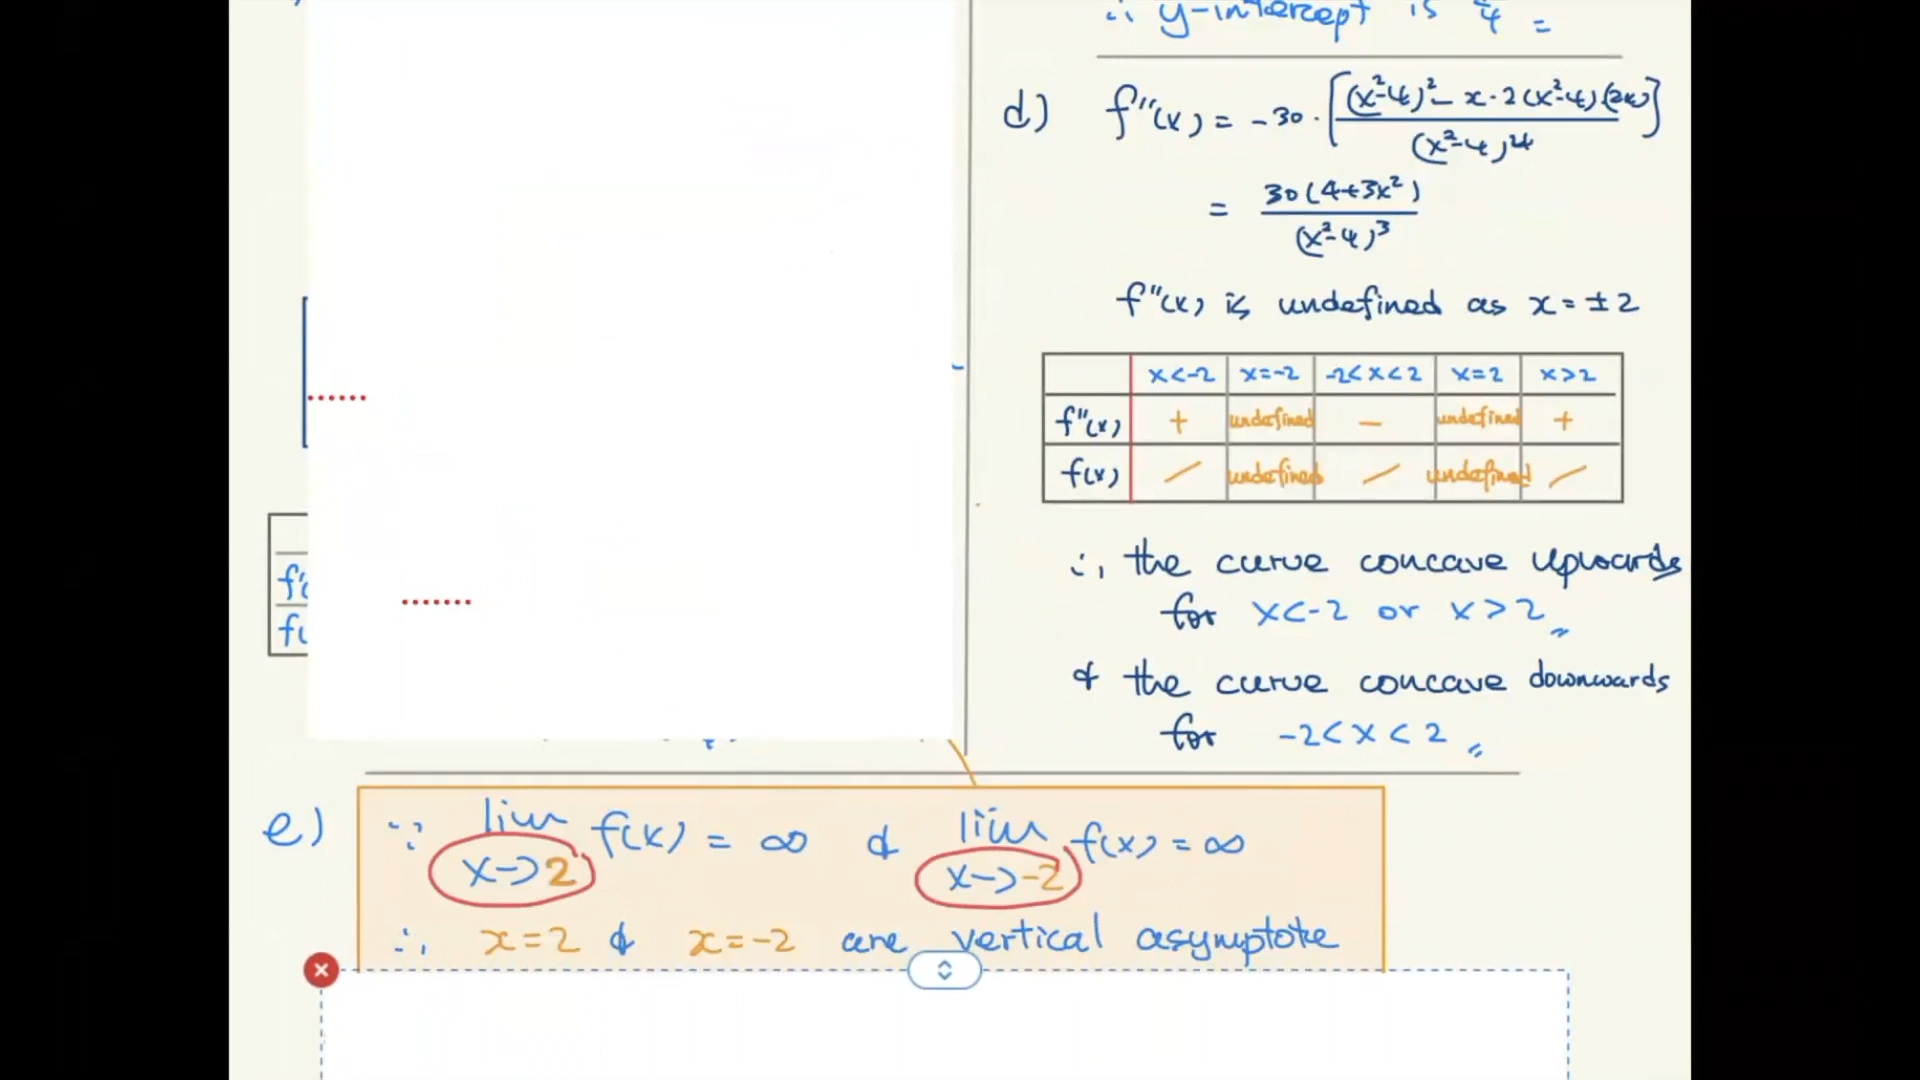 ∴ y-intercept is
d) f''(x) = -30 · [((x²-4)² - x·2(x²-4)(2x)) / (x²-4)⁴]
= 30(4+3x²) / (x²-4)³
f''(x) is undefined as x = ±2
x<-2 x=-2 -2<x<2 x=2 x>2
f''(x) + undefined - undefined +
f(x) / undefined / undefined /
∴ the curve concave upwards
for x<-2 or x>2
& the curve concave downwards
for -2<x<2
e) ∵ lim x->2 f(x) = ∞ & lim x->-2 f(x) = ∞
∴ x=2 & x=-2 are vertical asymptote